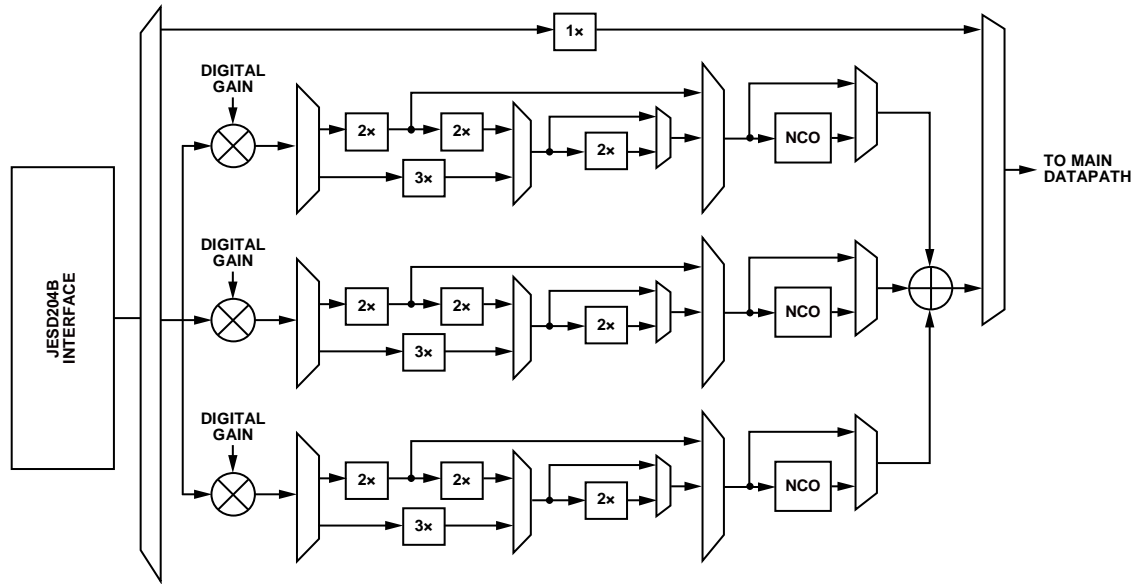 1×
DIGITAL
GAIN
2×
2×
2×
3×
NCO
TO MAIN
DATAPATH
JESD204B
INTERFACE
DIGITAL
GAIN
2×
2×
2×
3×
NCO
DIGITAL
GAIN
2×
2×
2×
3×
NCO